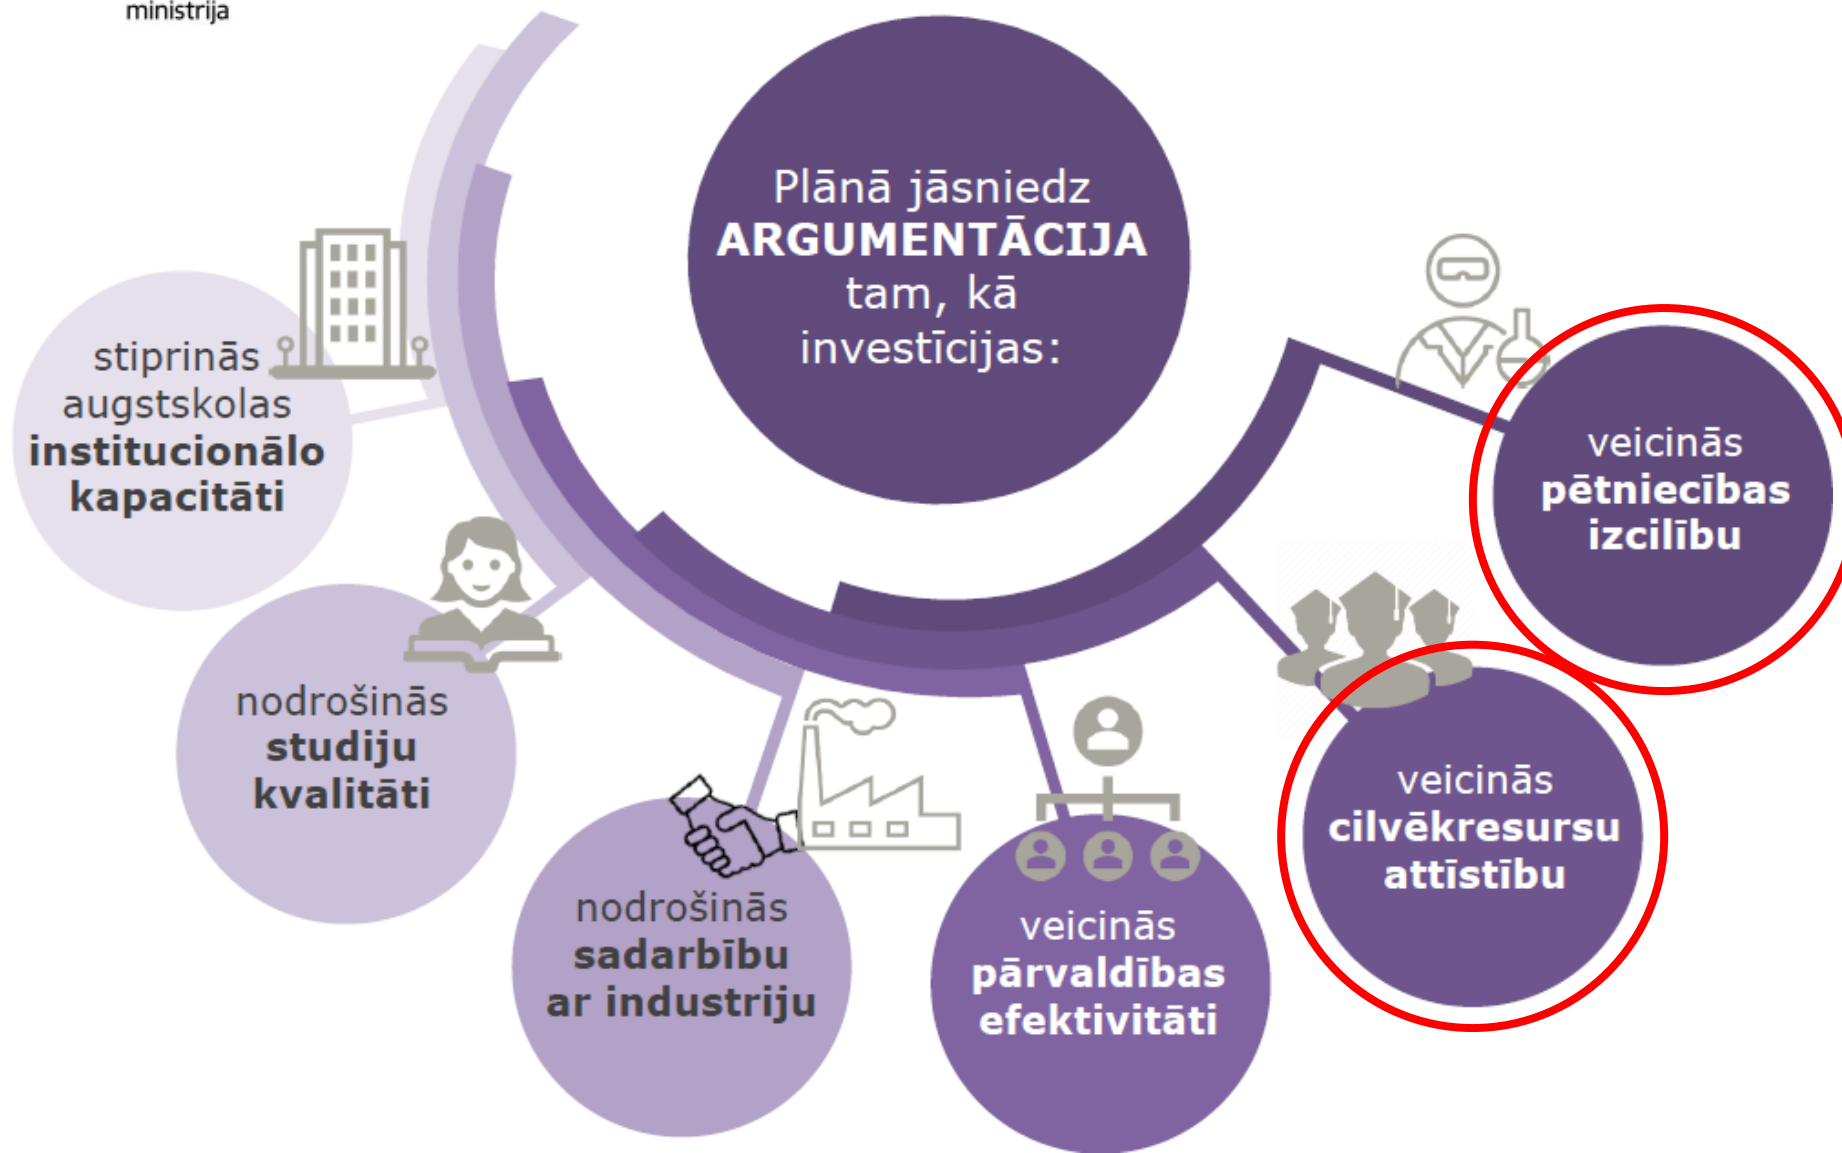 ministrija
Plānā jāsniedz
ARGUMENTĀCIJA
tam, kā
investīcijas:
stiprinās
augstskolas
institucionālo
kapacitāti
nodrošinās
studiju
kvalitāti
nodrošinās
sadarbību
ar industriju
veicinās
pārvaldības
efektivitāti
veicinās
cilvēkresursu
attīstību
veicinās
pētniecības
izcilību